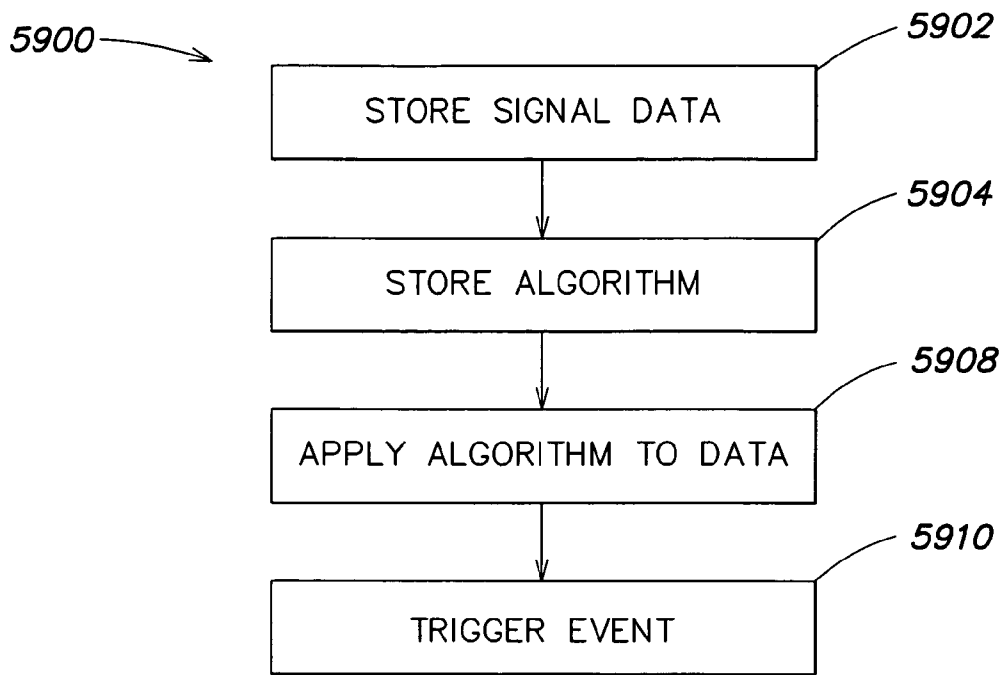 5900
5902
STORE SIGNAL DATA
5904
STORE ALGORITHM
5908
APPLY ALGORITHM TO DATA
5910
TRIGGER EVENT